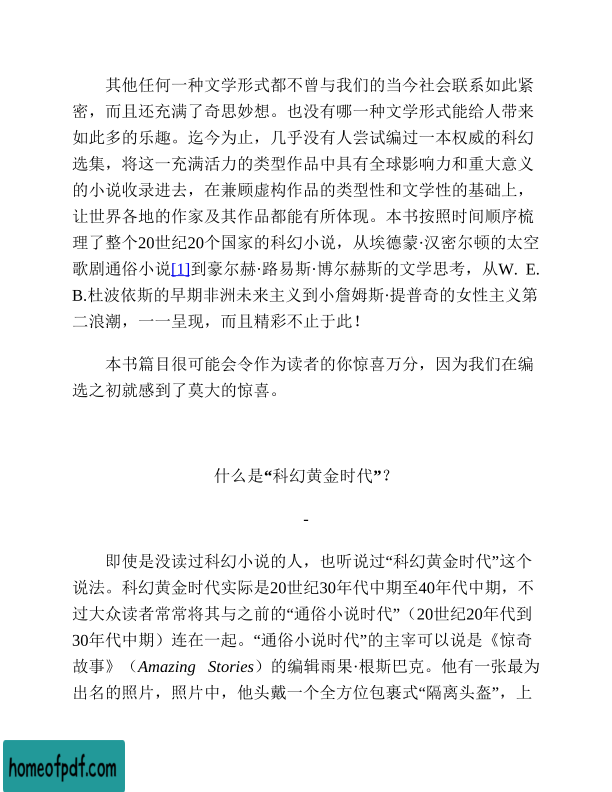 其他任何一种文学形式都不曾与我们的当今社会联系如此紧
密，而且还充满了奇思妙想。也没有哪一种文学形式能给人带来
如此多的乐趣。迄今为止，几乎没有人尝试编过一本权威的科幻
选集，将这一充满活力的类型作品中具有全球影响力和重大意义
的小说收录进去，在兼顾虚构作品的类型性和文学性的基础上，
让世界各地的作家及其作品都能有所体现。本书按照时间顺序梳
理了整个20世纪20个国家的科幻小说，从埃德蒙·汉密尔顿的太空
歌剧通俗小说[1]到豪尔赫·路易斯·博尔赫斯的文学思考，从W. E.
B.杜波依斯的早期非洲未来主义到小詹姆斯·提普奇的女性主义第
二浪潮，一一呈现，而且精彩不止于此！
本书篇目很可能会令作为读者的你惊喜万分，因为我们在编
选之初就感到了莫大的惊喜。
什么是“科幻黄金时代”？
-
即使是没读过科幻小说的人，也听说过“科幻黄金时代”这个
说法。科幻黄金时代实际是20世纪30年代中期至40年代中期，不
过大众读者常常将其与之前的“通俗小说时代”（20世纪20年代到
30年代中期）连在一起。“通俗小说时代”的主宰可以说是《惊奇
故事》（Amazing Stories）的编辑雨果·根斯巴克。他有一张最为
出名的照片，照片中，他头戴一个全方位包裹式“隔离头盔”，上
homeofpdf.com